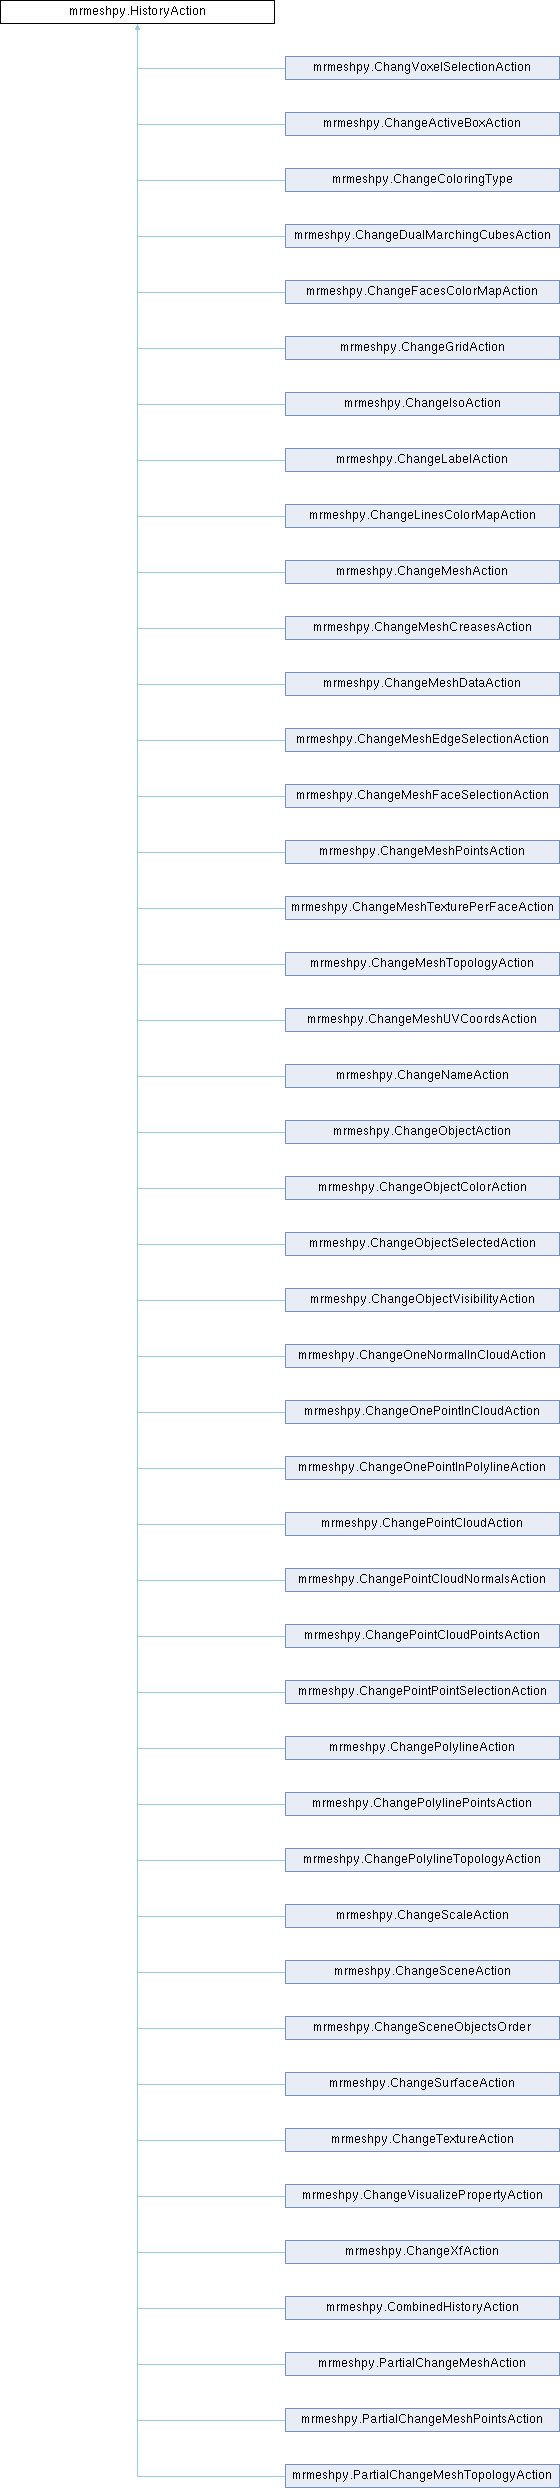 mrmeshpy.HistoryAction
mrmeshpy.ChangVoxelSelectionAction
mrmeshpy.ChangeActiveBoxAction
mrmeshpy.ChangeColoringType
mrmeshpy.ChangeDualMarchingCubesAction
mrmeshpy.ChangeFacesColorMapAction
mrmeshpy.ChangeGridAction
mrmeshpy.ChangeIsoAction
mrmeshpy.ChangeLabelAction
mrmeshpy.ChangeLinesColorMapAction
mrmeshpy.ChangeMeshAction
mrmeshpy.ChangeMeshCreasesAction
mrmeshpy.ChangeMeshDataAction
mrmeshpy.ChangeMeshEdgeSelectionAction
mrmeshpy.ChangeMeshFaceSelectionAction
mrmeshpy.ChangeMeshPointsAction
mrmeshpy.ChangeMeshTexturePerFaceAction
mrmeshpy.ChangeMeshTopologyAction
mrmeshpy.ChangeMeshUVCoordsAction
mrmeshpy.ChangeNameAction
mrmeshpy.ChangeObjectAction
mrmeshpy.ChangeObjectColorAction
mrmeshpy.ChangeObjectSelectedAction
mrmeshpy.ChangeObjectVisibilityAction
mrmeshpy.ChangeOneNormalInCloudAction
mrmeshpy.ChangeOnePointInCloudAction
mrmeshpy.ChangeOnePointInPolylineAction
mrmeshpy.ChangePointCloudAction
mrmeshpy.ChangePointCloudNormalsAction
mrmeshpy.ChangePointCloudPointsAction
mrmeshpy.ChangePointPointSelectionAction
mrmeshpy.ChangePolylineAction
mrmeshpy.ChangePolylinePointsAction
mrmeshpy.ChangePolylineTopologyAction
mrmeshpy.ChangeScaleAction
mrmeshpy.ChangeSceneAction
mrmeshpy.ChangeSceneObjectsOrder
mrmeshpy.ChangeSurfaceAction
mrmeshpy.ChangeTextureAction
mrmeshpy.ChangeVisualizePropertyAction
mrmeshpy.ChangeXfAction
mrmeshpy.CombinedHistoryAction
mrmeshpy.PartialChangeMeshAction
mrmeshpy.PartialChangeMeshPointsAction
mrmeshpy.PartialChangeMeshTopologyAction